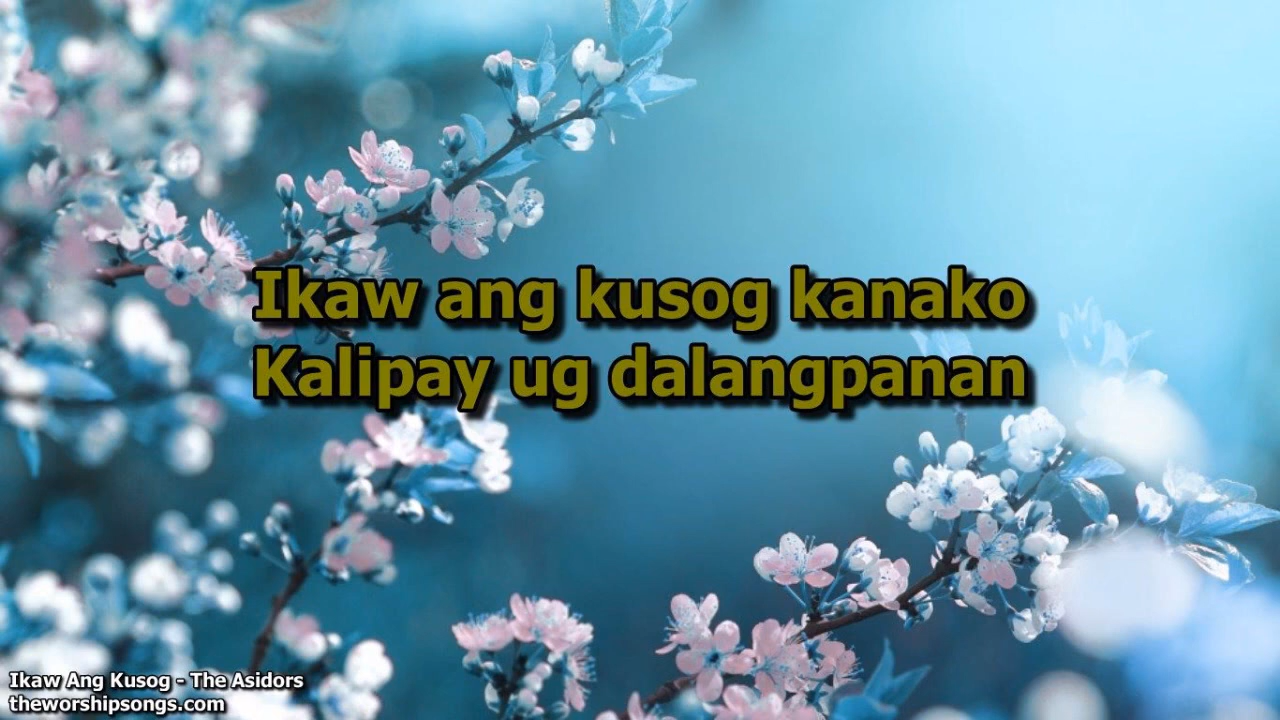 Ikaw ang kusog kanako
Kalipay ug dalangpanan
Ikaw Ang Kusog - The Asidors
theworshipsongs.com